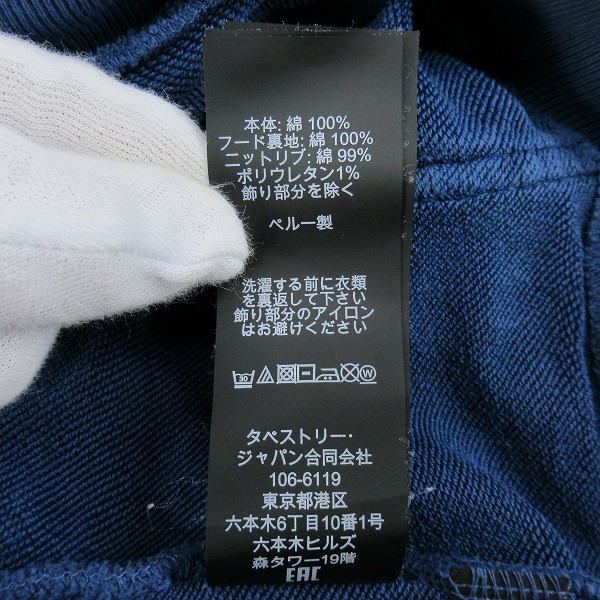 本体: 綿 100%
フード裏地: 綿 100%
ニットリブ: 綿 99%
ポリウレタン1%
飾り部分を除く
ペルー製
洗濯する前に衣類
を裏返して下さい
飾り部分のアイロン
はお避けください
30 W
タペストリー・
ジャパン合同会社
106-6119
東京都港区
六本木6丁目10番1号
六本木ヒルズ
森タワー19階
EAC